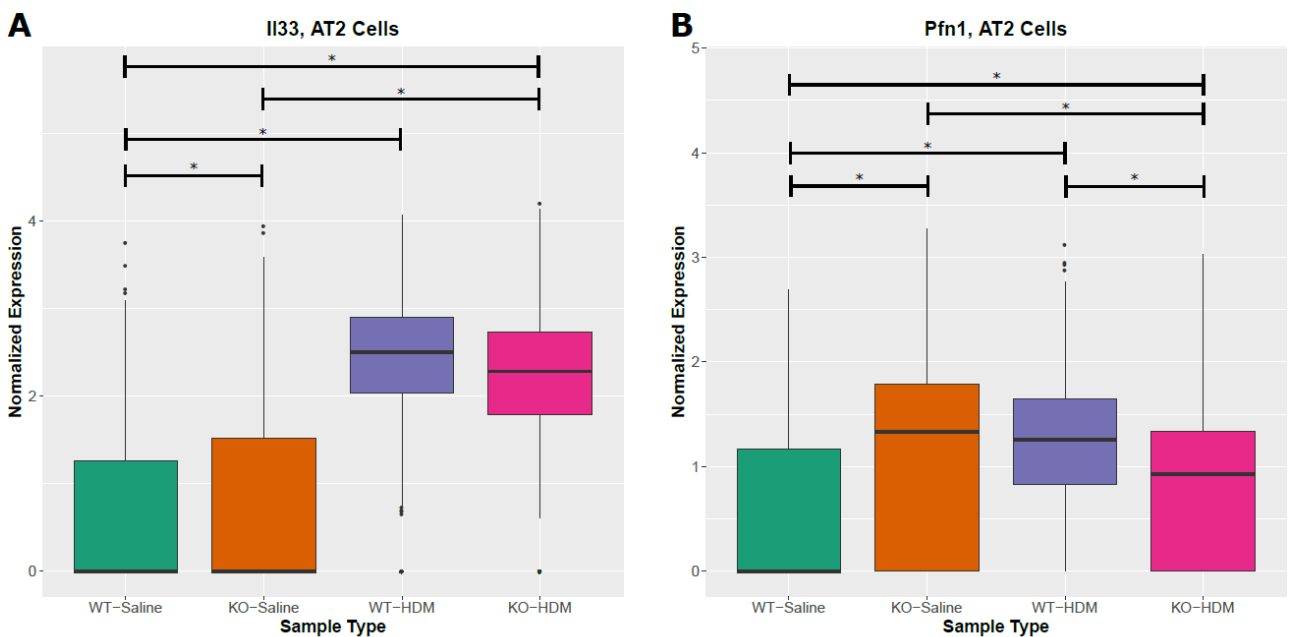 A
Il33, AT2 Cells
*
*
*
*
4
2
0
Normalized Expression
WT−Saline
KO−Saline
WT−HDM
KO−HDM
Sample Type
B
Pfn1, AT2 Cells
5
*
*
*
*
*
4
3
2
1
0
Normalized Expression
WT−Saline
KO−Saline
WT−HDM
KO−HDM
Sample Type